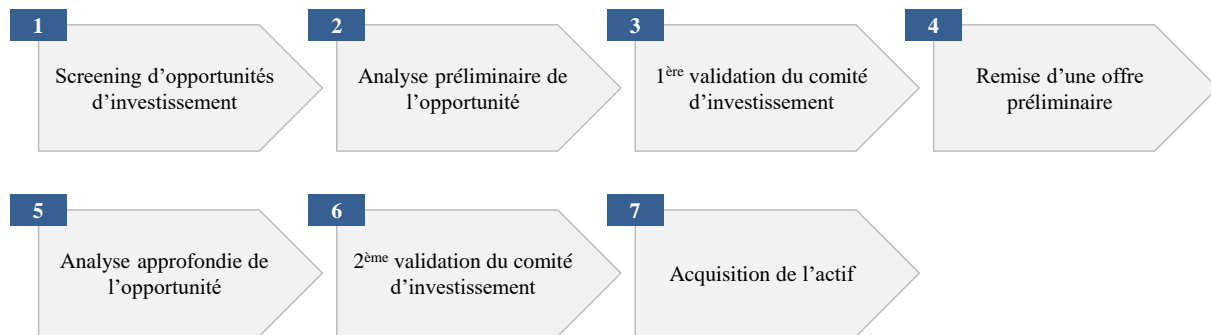 1
Screening d’opportunités
d’investissement
2
Analyse préliminaire de
l’opportunité
3
1ère validation du comité
d’investissement
4
Remise d’une offre
préliminaire
5
Analyse approfondie de
l’opportunité
6
2ème validation du comité
d’investissement
7
Acquisition de l’actif